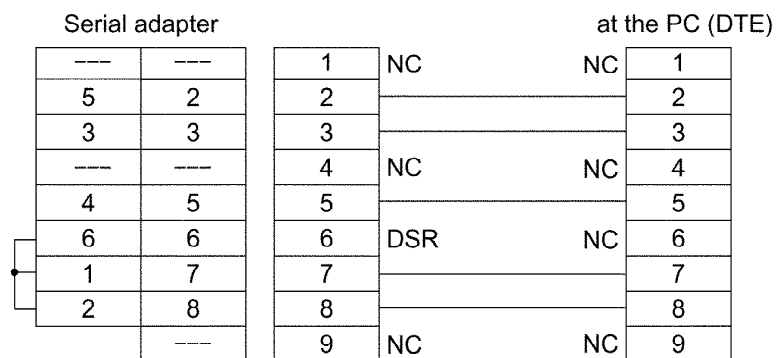 Serial adapter at the PC (DTE)
--- --- 1 NC NC 1
5 2 2 2
3 3 3 3
--- --- 4 NC NC 4
4 5 5 5
6 6 6 DSR NC 6
1 7 7 7
2 8 8 8
--- 9 NC NC 9